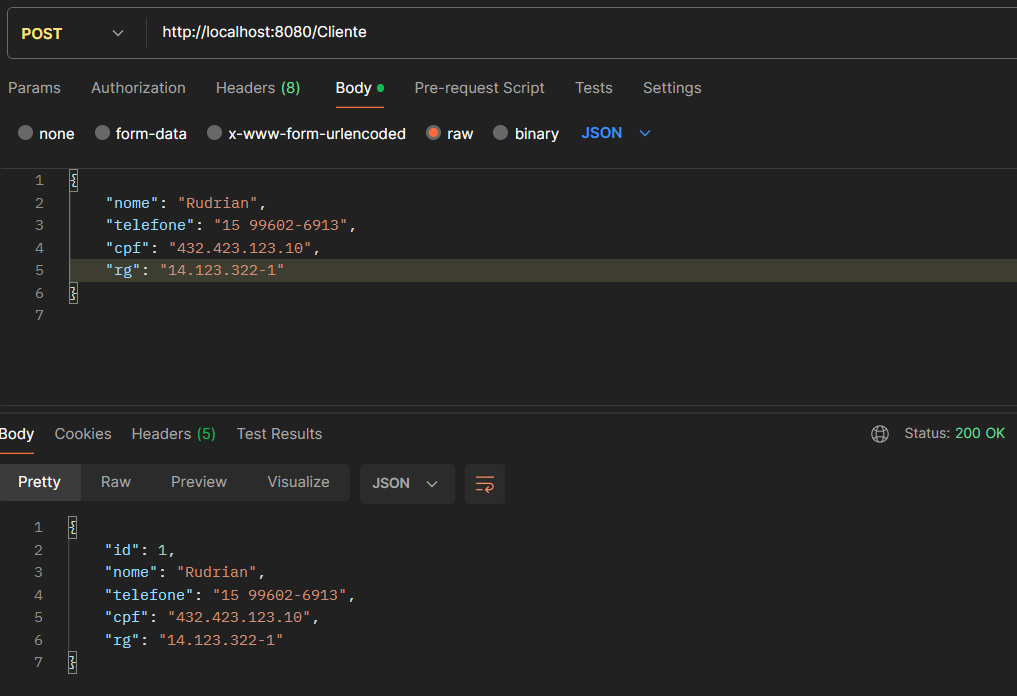 POST http://localhost:8080/Cliente
Params Authorization Headers (8) Body Pre-request Script Tests Settings
none form-data x-www-form-urlencoded raw binary JSON
1 {
2 "nome": "Rudrian",
3 "telefone": "15 99602-6913",
4 "cpf": "432.423.123.10",
5 "rg": "14.123.322-1"
6 }
7
Body Cookies Headers (5) Test Results Status: 200 OK
Pretty Raw Preview Visualize JSON
1 {
2 "id": 1,
3 "nome": "Rudrian",
4 "telefone": "15 99602-6913",
5 "cpf": "432.423.123.10",
6 "rg": "14.123.322-1"
7 }